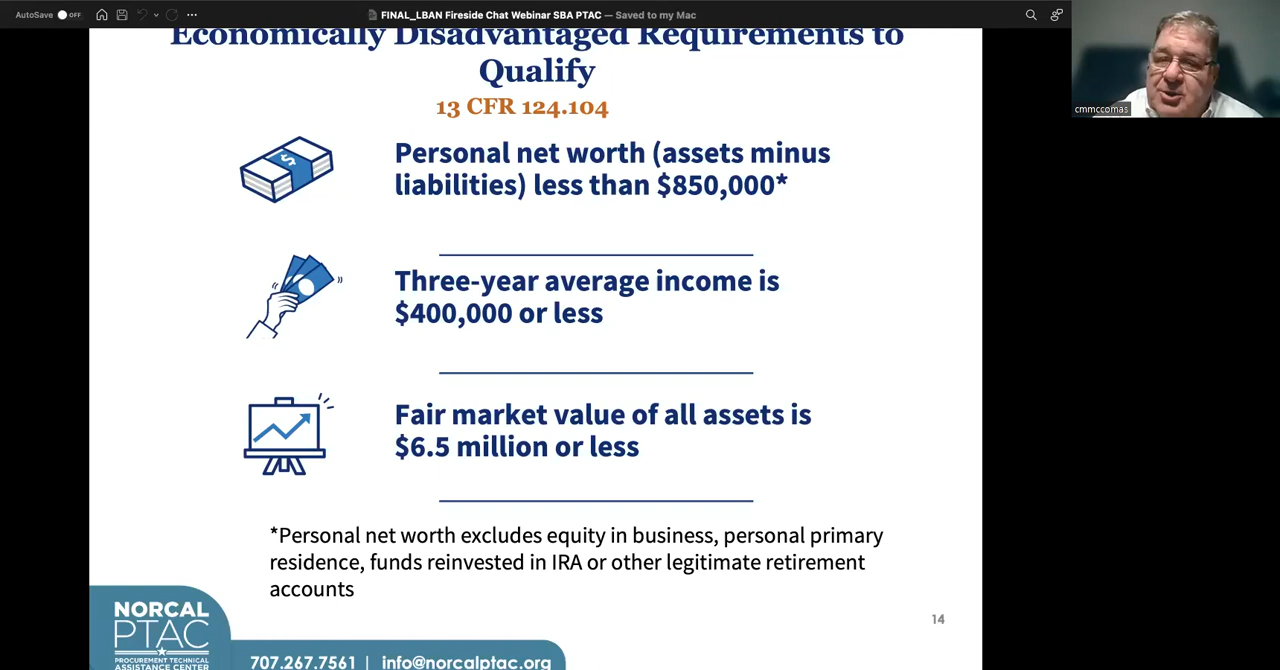 AutoSave OFF
FINAL_LBAN Fireside Chat Webinar SBA PTAC — Saved to my Mac
cmmccomas
Economically Disadvantaged Requirements to
Qualify
13 CFR 124.104
$
Personal net worth (assets minus
liabilities) less than $850,000*
Three-year average income is
$400,000 or less
Fair market value of all assets is
$6.5 million or less
*Personal net worth excludes equity in business, personal primary
residence, funds reinvested in IRA or other legitimate retirement
accounts
14
NORCAL
PTAC
PROCUREMENT TECHNICAL
ASSISTANCE CENTER
707.267.7561 | info@norcalptac.org